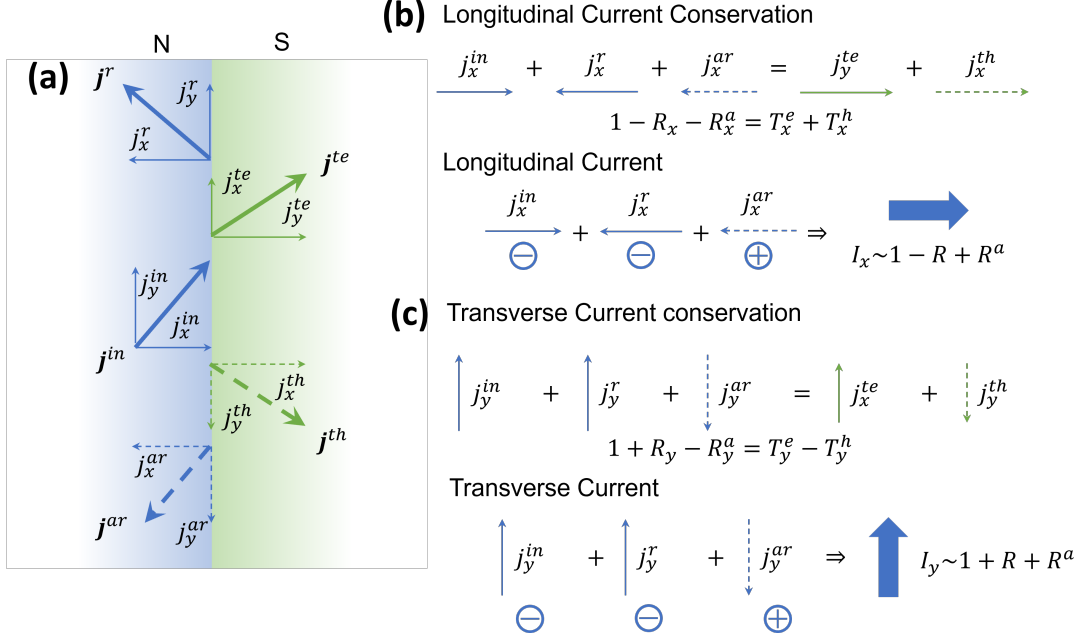 N S
(a)
j^r
j_y^r
j_x^r
j_x^{te}
j^{te}
j_y^{te}
j_y^{in}
j_x^{in}
j^{in}
j_x^{th}
j_y^{th}
j^{th}
j_x^{ar}
j^{ar}
j_y^{ar}
(b) Longitudinal Current Conservation
j_x^{in} + j_x^r + j_x^{ar} = j_y^{te} + j_x^{th}
1 − R_x − R_x^a = T_x^e + T_x^h
Longitudinal Current
j_x^{in} + j_x^r + j_x^{ar} ⇒
− − +
I_x~1 − R + R^a
(c) Transverse Current conservation
j_y^{in} + j_y^r + j_y^{ar} = j_x^{te} + j_y^{th}
1 + R_y − R_y^a = T_y^e − T_y^h
Transverse Current
j_y^{in} + j_y^r + j_y^{ar} ⇒ I_y~1 + R + R^a
− − +